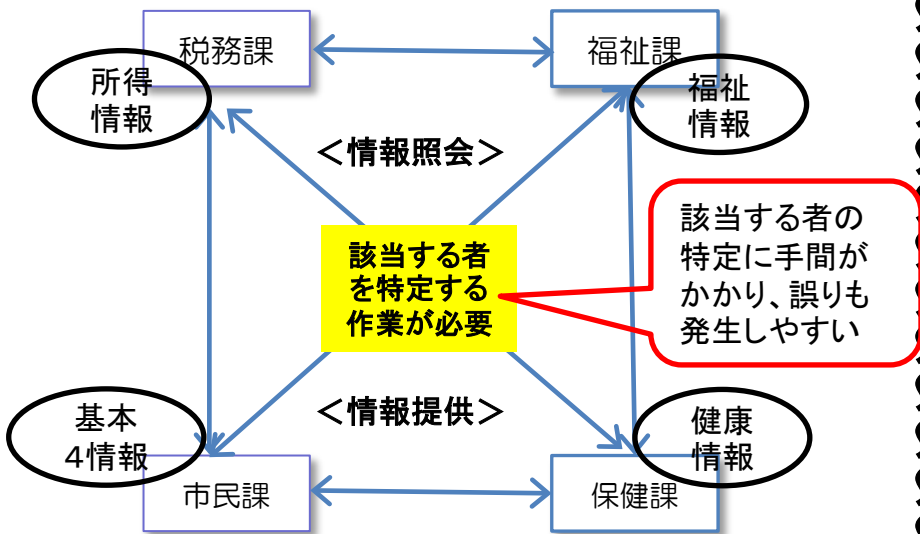 税務課
福祉課
所得
情報
福祉
情報
＜情報照会＞
該当する者
を特定する
作業が必要
該当する者の
特定に手間が
かかり、誤りも
発生しやすい
＜情報提供＞
基本
４情報
健康
情報
市民課
保健課